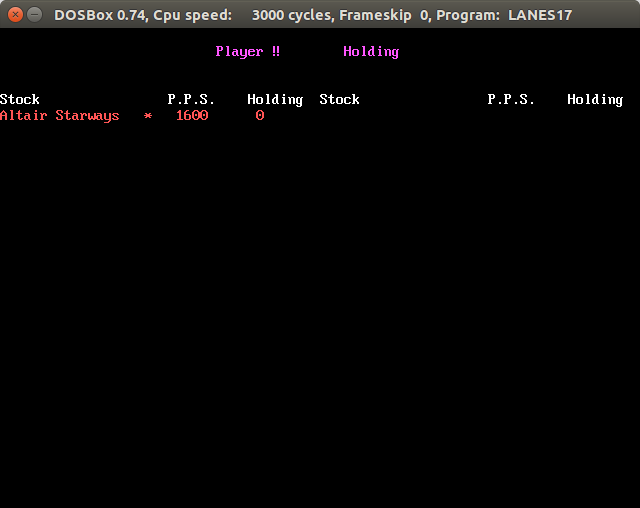 DOSBox 0.74, Cpu speed: 3000 cycles, Frameskip 0, Program: LANES17
Player !! Holding
Stock P.P.S. Holding Stock P.P.S. Holding
Altair Starways * 1600 0